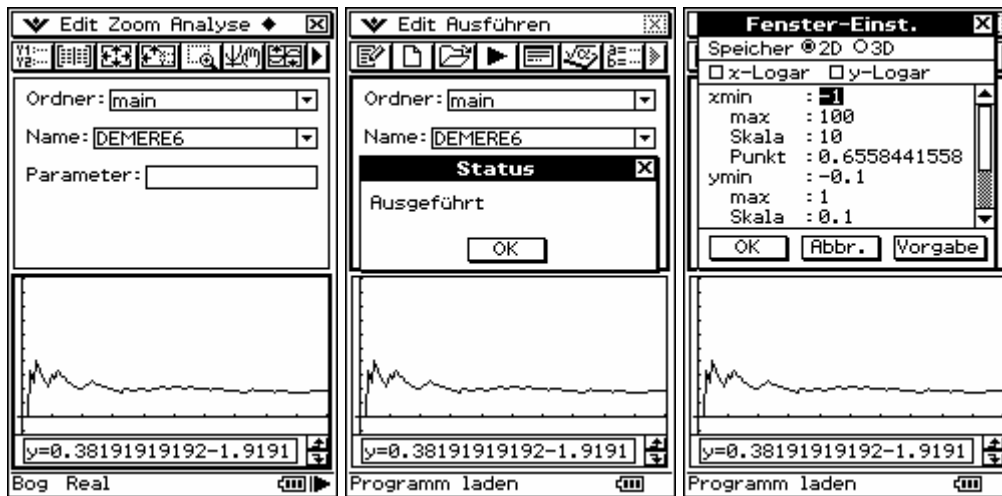 Edit Zoom Analyse
Ordner: main
Name: DEMERE6
Parameter:
y=0.38191919192-1.9191
Bog Real
Edit Ausführen
Ordner: main
Name: DEMERE6
Status
Ausgeführt
OK
y=0.38191919192-1.9191
Programm laden
Fenster-Einst.
Speicher 2D 3D
x-Logar y-Logar
xmin :-1
max :100
Skala :10
Punkt :0.6558441558
ymin :-0.1
max :1
Skala :0.1
OK Abbr. Vorgabe
y=0.38191919192-1.9191
Programm laden